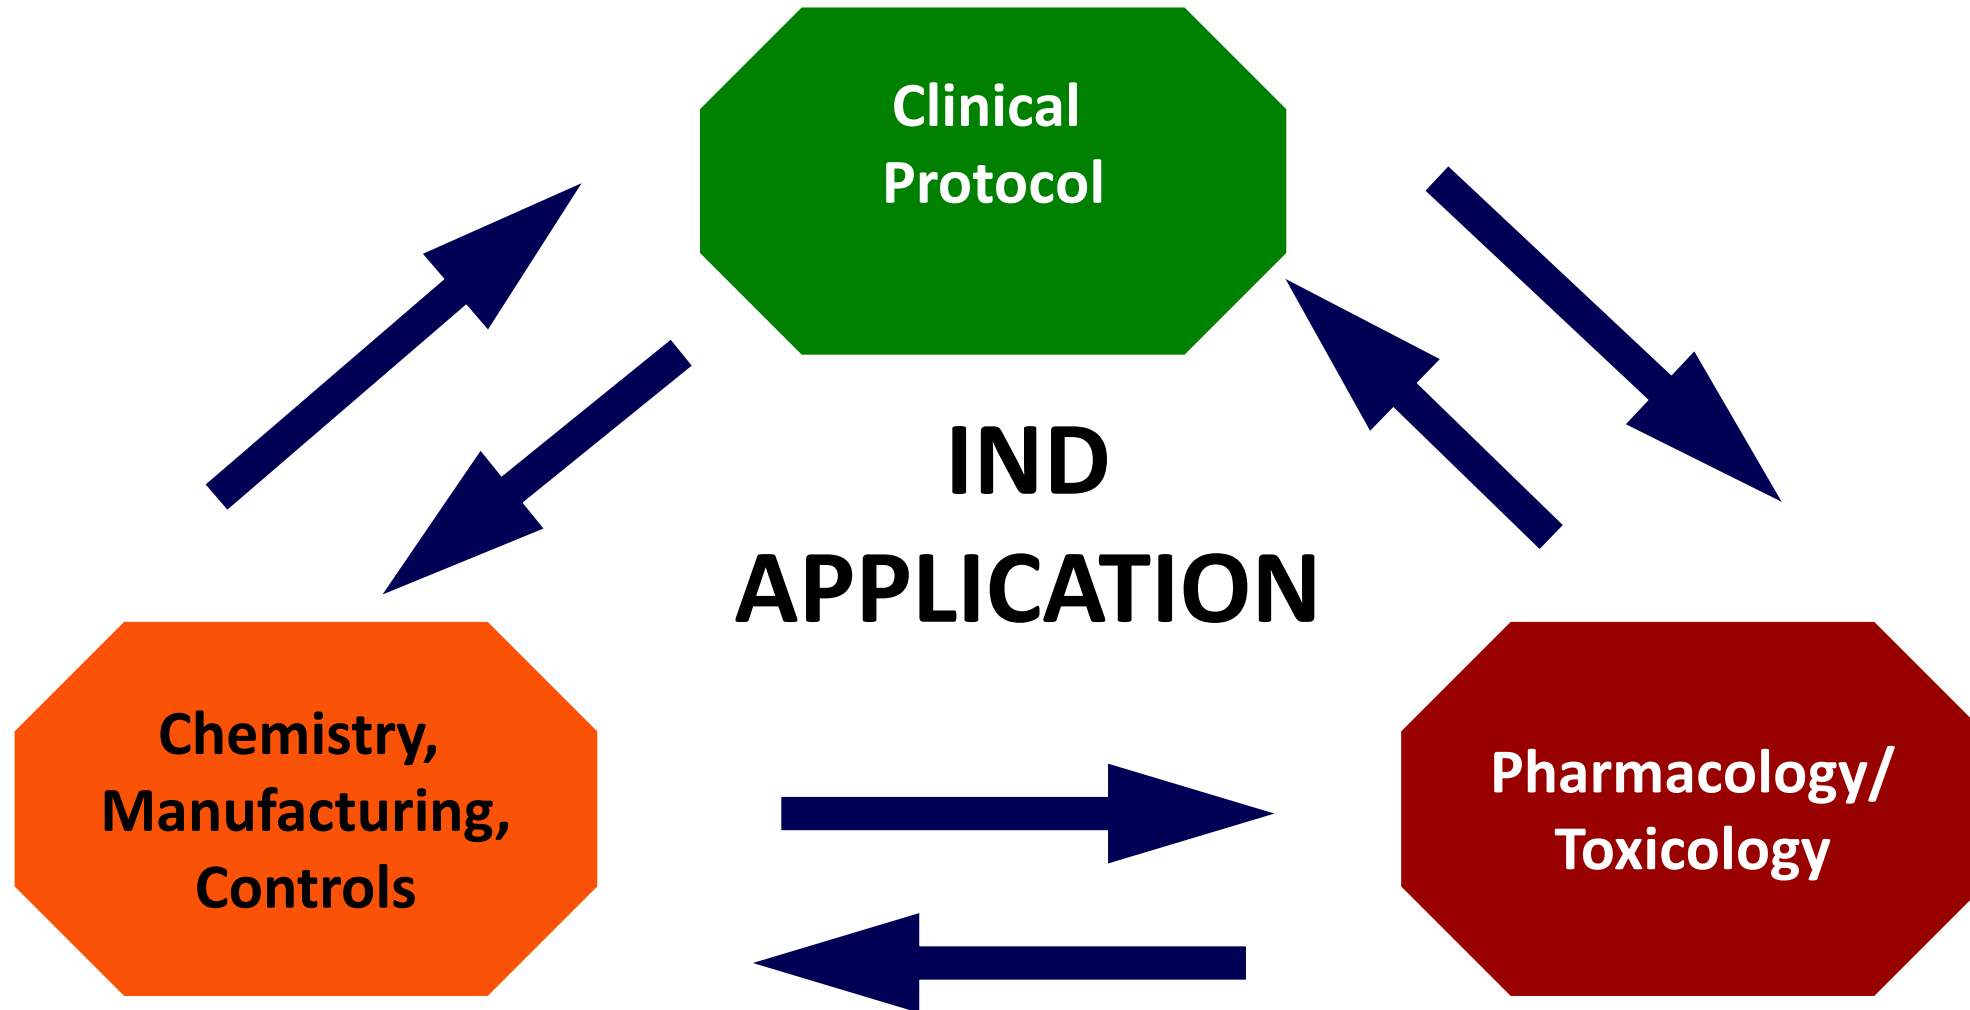 Clinical
Protocol
IND
APPLICATION
Chemistry,
Manufacturing,
Controls
Pharmacology/
Toxicology